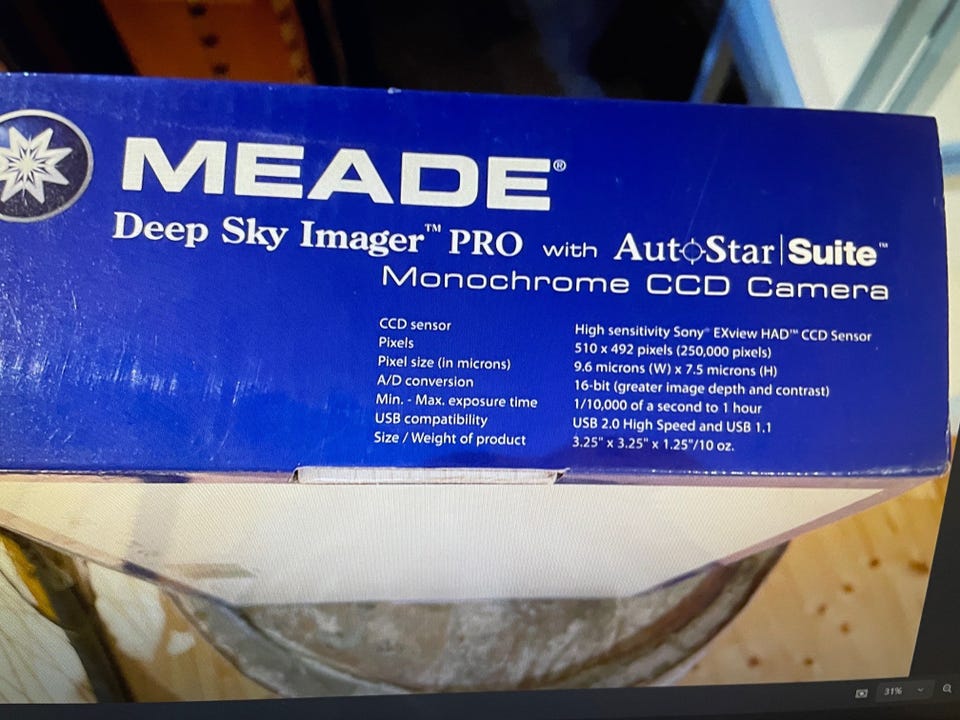 MEADE®
Deep Sky Imager™ PRO with AutoStar|Suite™
Monochrome CCD Camera
CCD sensor High sensitivity Sony® EXview HAD™ CCD Sensor
Pixels 510 x 492 pixels (250,000 pixels)
Pixel size (in microns) 9.6 microns (W) x 7.5 microns (H)
A/D conversion 16-bit (greater image depth and contrast)
Min. - Max. exposure time 1/10,000 of a second to 1 hour
USB compatibility USB 2.0 High Speed and USB 1.1
Size / Weight of product 3.25" x 3.25" x 1.25"/10 oz.
31%